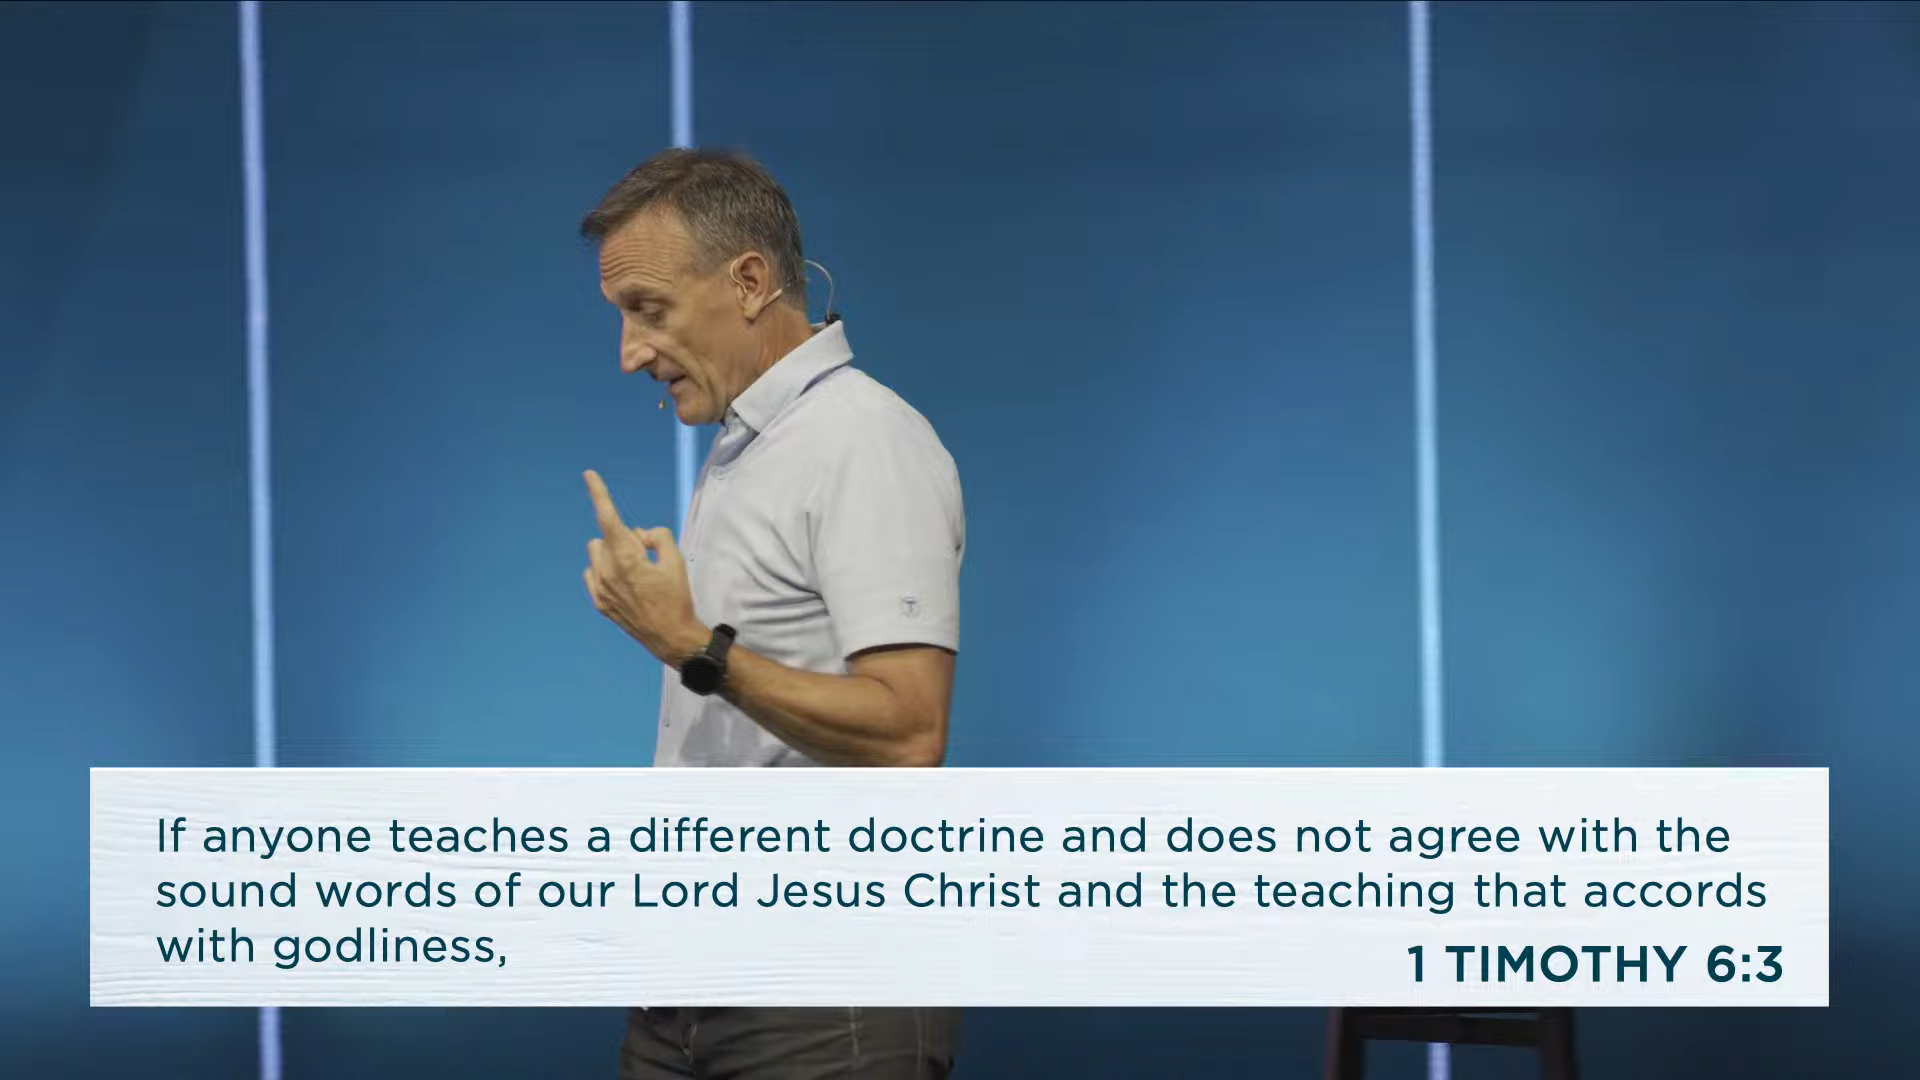 If anyone teaches a different doctrine and does not agree with the
sound words of our Lord Jesus Christ and the teaching that accords
with godliness,
1 TIMOTHY 6:3